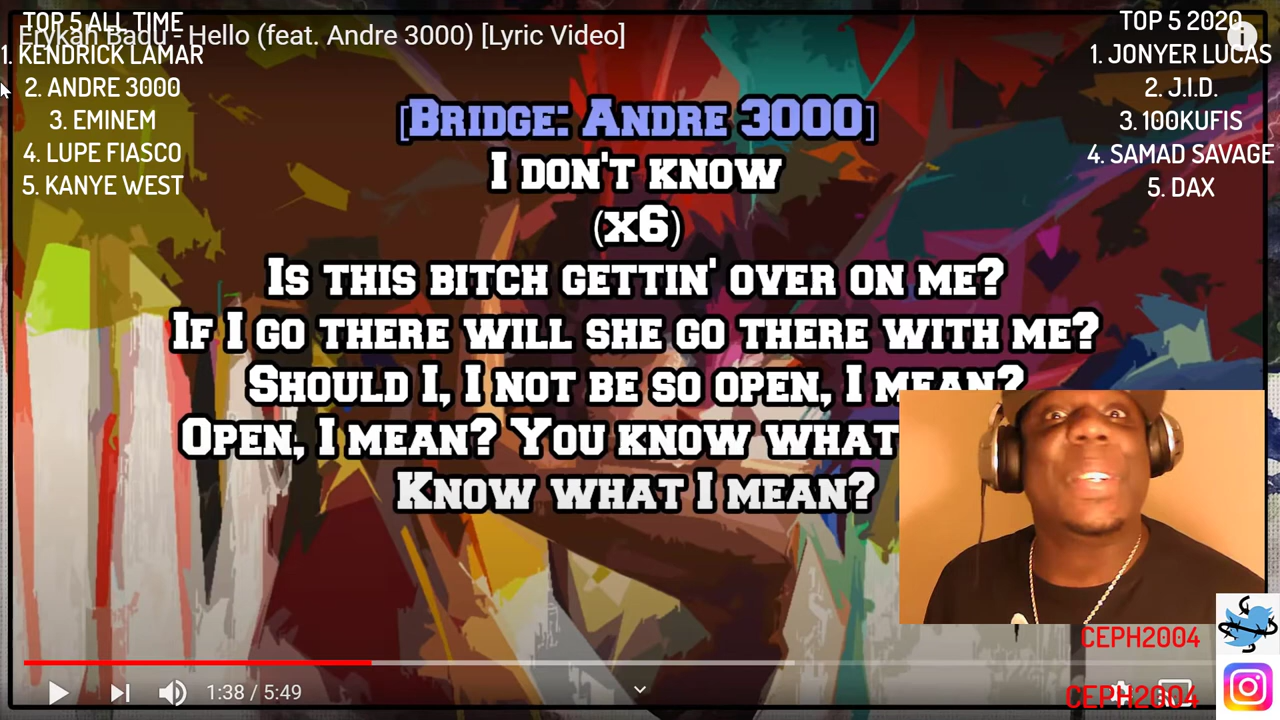 TOP 5 ALL TIME
1. KENDRICK LAMAR
2. ANDRE 3000
3. EMINEM
4. LUPE FIASCO
5. KANYE WEST
Erykah Badu - Hello (feat. Andre 3000) [Lyric Video]
TOP 5 2020
1. JONYER LUCAS
2. J.I.D.
3. 100KUFIS
4. SAMAD SAVAGE
5. DAX
[Bridge: Andre 3000]
I don't know
(x6)
Is this bitch gettin' over on me?
If I go there will she go there with me?
Should I, I not be so open, I mean?
Open, I mean? You know what
Know what I mean?
CEPH2004
CEPH2004
1:38 / 5:49